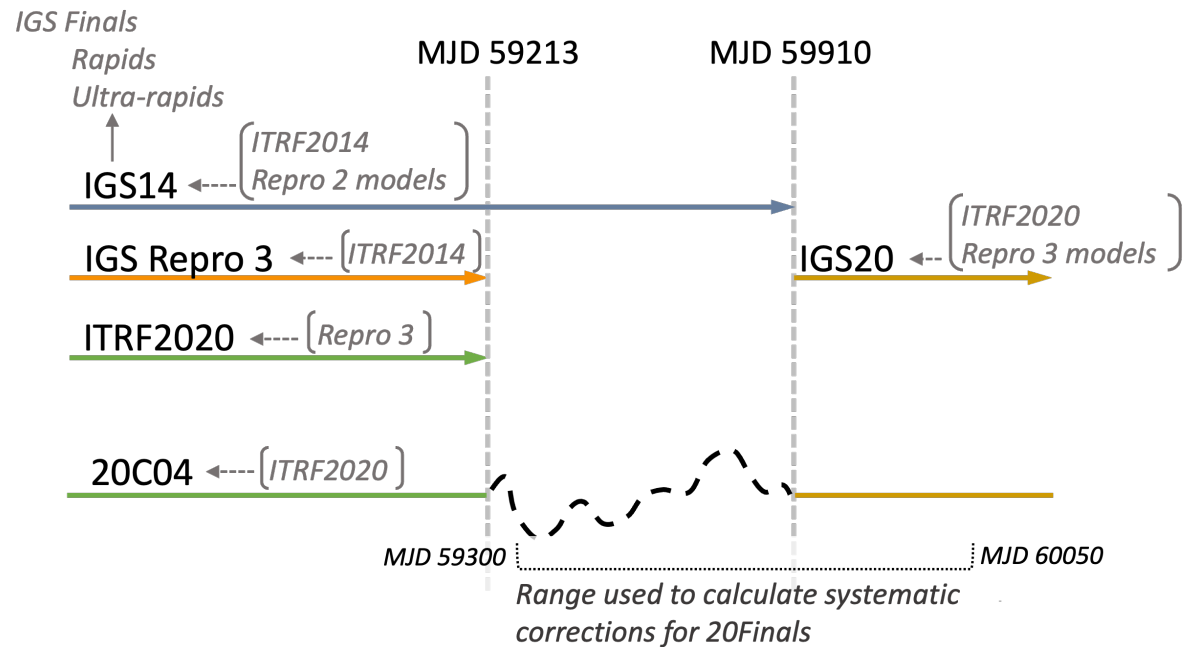 IGS Finals
Rapids
Ultra-rapids
MJD 59213
MJD 59910
ITRF2014
Repro 2 models
IGS14
IGS Repro 3
ITRF2014
ITRF2020
Repro 3 models
IGS20
ITRF2020
Repro 3
20C04
ITRF2020
MJD 59300
MJD 60050
Range used to calculate systematic
corrections for 20Finals